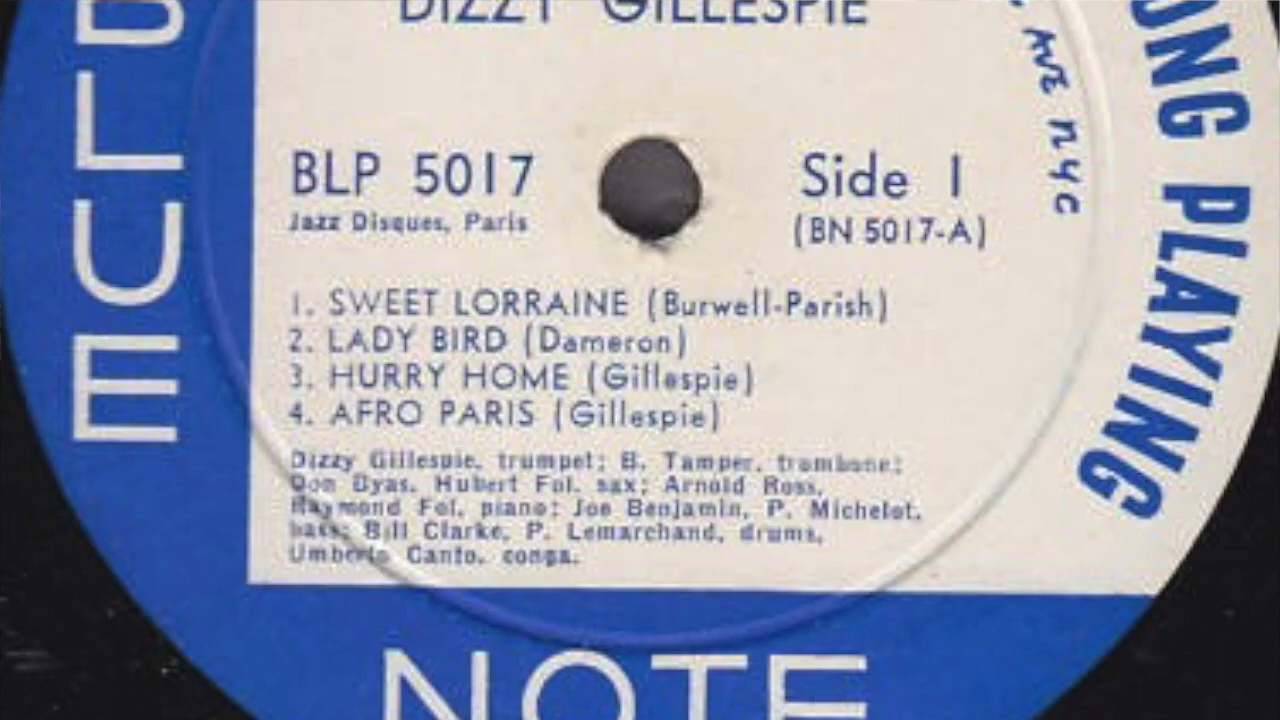 DIZZY GILLESPIE
BLP 5017
Jazz Disques, Paris
Side 1
(BN 5017-A)
1. SWEET LORRAINE (Burwell-Parish)
2. LADY BIRD (Dameron)
3. HURRY HOME (Gillespie)
4. AFRO PARIS (Gillespie)
Dizzy Gillespie, trumpet; B. Tamper, trombone;
Don Byas, Hubert Fol, sax; Arnold Ross,
Raymond Fol, piano; Joe Benjamin, P. Michelot,
bass; Bill Clarke, P. Lemarchand, drums,
Umberto Canto, conga.
BLUE
NOTE
AVE NYC
ONG PLAYING